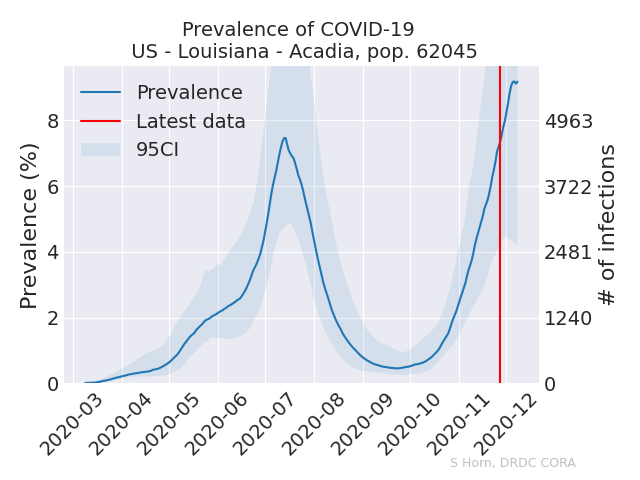 Prevalence of COVID-19
US - Louisiana - Acadia, pop. 62045
Prevalence
Latest data
95CI
Prevalence (%)
8
6
4
2
0
4963
3722
2481
1240
0
# of infections
2020-03
2020-04
2020-05
2020-06
2020-07
2020-08
2020-09
2020-10
2020-11
2020-12
S Horn, DRDC CORA